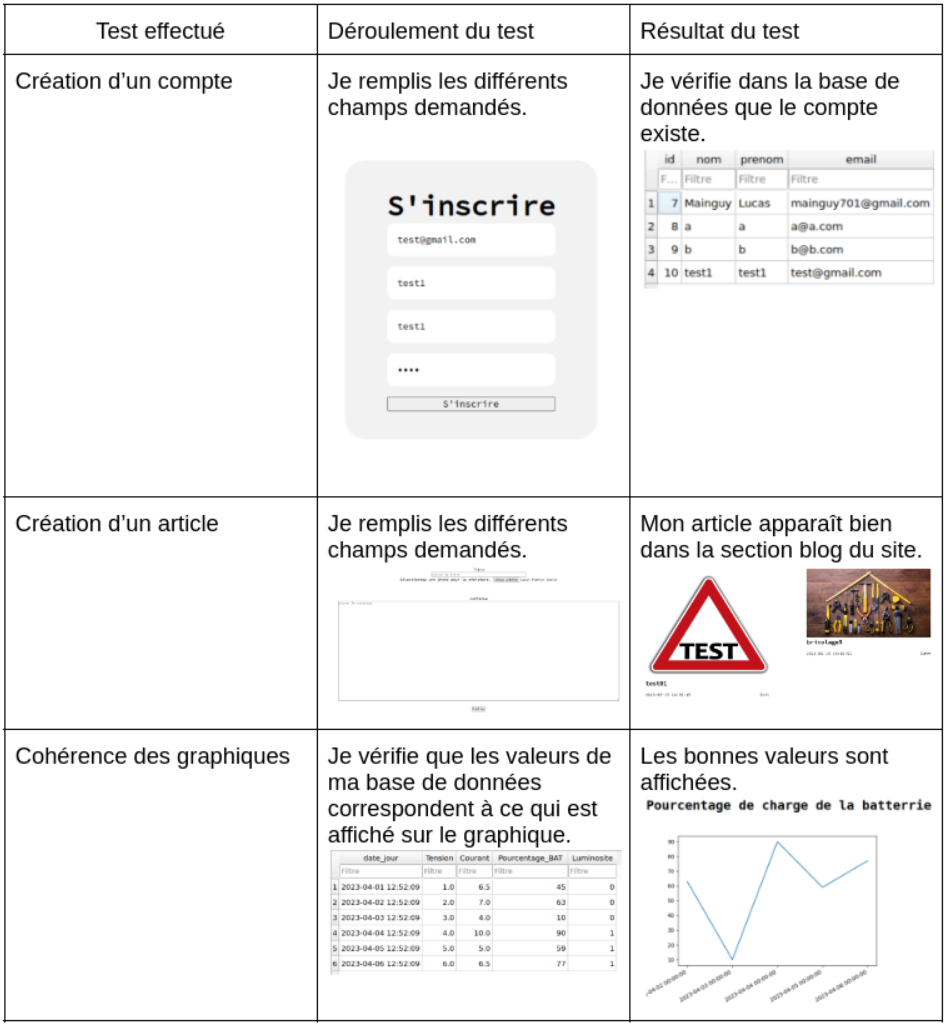 Test effectué
Déroulement du test
Résultat du test
Création d’un compte
Je remplis les différents
champs demandés.
S'inscrire
test@gmail.com
test1
test1
••••
S'inscrire
Je vérifie dans la base de
données que le compte
existe.
id nom prenom email
F... Filtre Filtre Filtre
1 7 Mainguy Lucas mainguy701@gmail.com
2 8 a a a@a.com
3 9 b b b@b.com
4 10 test1 test1 test@gmail.com
Création d’un article
Je remplis les différents
champs demandés.
Mon article apparaît bien
dans la section blog du site.
TEST
test01
Cohérence des graphiques
Je vérifie que les valeurs de
ma base de données
correspondent à ce qui est
affiché sur le graphique.
date_jour Tension Courant Pourcentage_BAT Luminosite
Filtre Filtre Filtre Filtre Filtre
1 2023-04-01 12:52:09 1.0 6.5 45 0
2 2023-04-02 12:52:09 2.0 7.0 63 0
3 2023-04-03 12:52:09 3.0 4.0 10 0
4 2023-04-04 12:52:09 4.0 10.0 90 1
5 2023-04-05 12:52:09 5.0 5.0 59 1
6 2023-04-06 12:52:09 6.0 6.5 77 1
Les bonnes valeurs sont
affichées.
Pourcentage de charge de la batterrie
90
80
70
60
50
40
30
20
10
-04-02 00:00:00
2023-04-03 00:00:00
2023-04-04 00:00:00
2023-04-05 00:00:00
2023-04-06 00:00:00